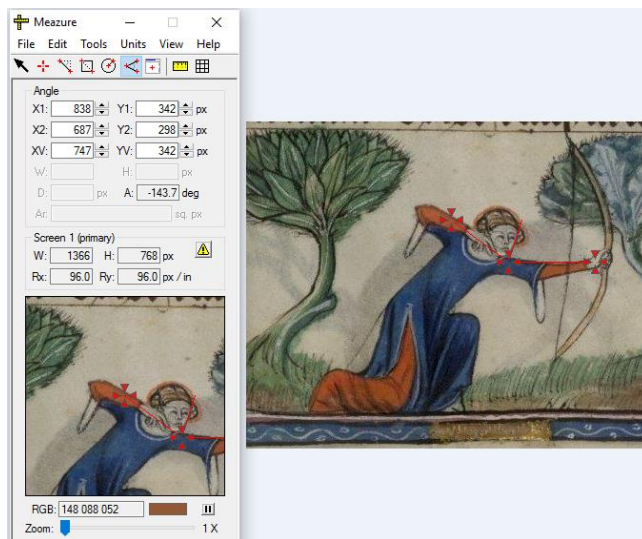 Meazure
File Edit Tools Units View Help
Angle
X1: 838 Y1: 342 px
X2: 687 Y2: 298 px
XV: 747 YV: 342 px
W: H: px
D: px A: -143.7 deg
Ar: sq. px
Screen 1 (primary)
W: 1366 H: 768 px
Rx: 96.0 Ry: 96.0 px / in
RGB: 148 088 052
Zoom: 1 X